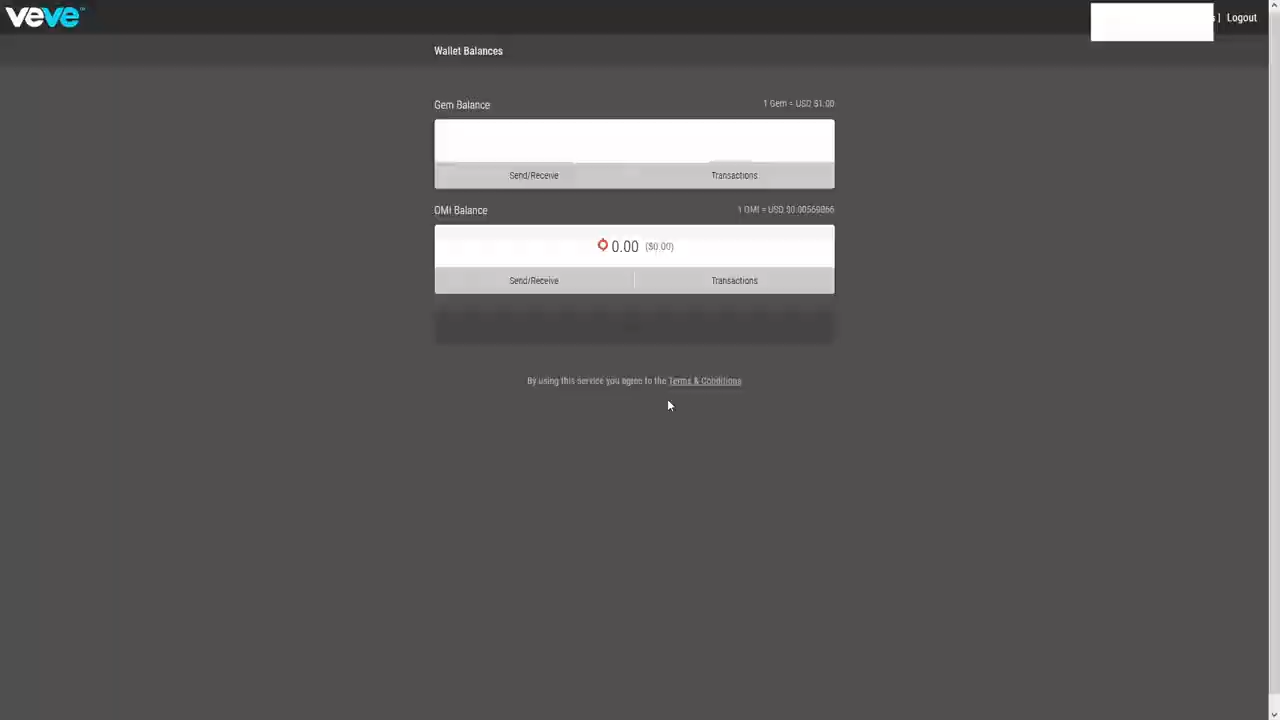 veve™
Logout
Wallet Balances
Gem Balance
1 Gem = USD $1.00
Send/Receive
Transactions
OMI Balance
1 OMI = USD $0.00569866
0.00 ($0.00)
Send/Receive
Transactions
By using this service you agree to the Terms & Conditions